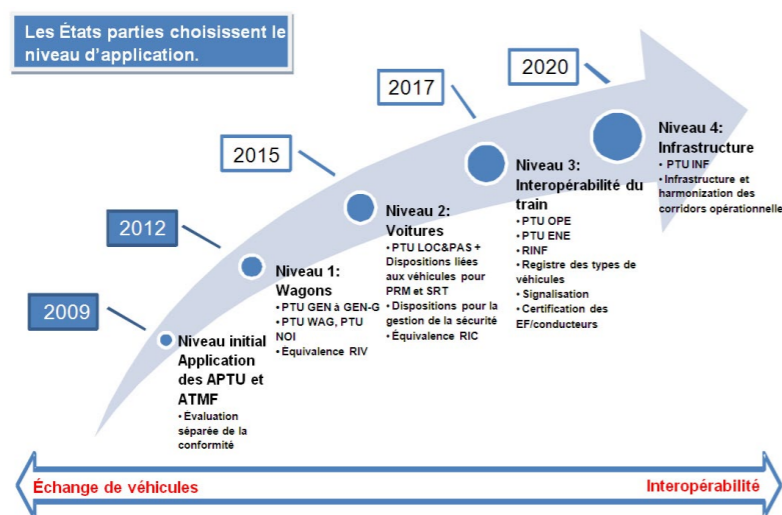 Les États parties choisissent le
niveau d'application.
2009
Niveau initial
Application
des APTU et
ATMF
• Évaluation
séparée de la
conformité
2012
Niveau 1:
Wagons
• PTU GEN à GEN-G
• PTU WAG, PTU
NOI
• Équivalence RIV
2015
Niveau 2:
Voitures
• PTU LOC&PAS +
Dispositions liées
aux véhicules pour
PRM et SRT
• Dispositions pour la
gestion de la sécurité
• Équivalence RIC
2017
Niveau 3:
Interopérabilité du
train
• PTU OPE
• PTU ENE
• RINF
• Registre des types de
véhicules
• Signalisation
• Certification des
EF/conducteurs
2020
Niveau 4:
Infrastructure
• PTU INF
• Infrastructure et
harmonization des
corridors opérationnelle
Échange de véhicules
Interopérabilité